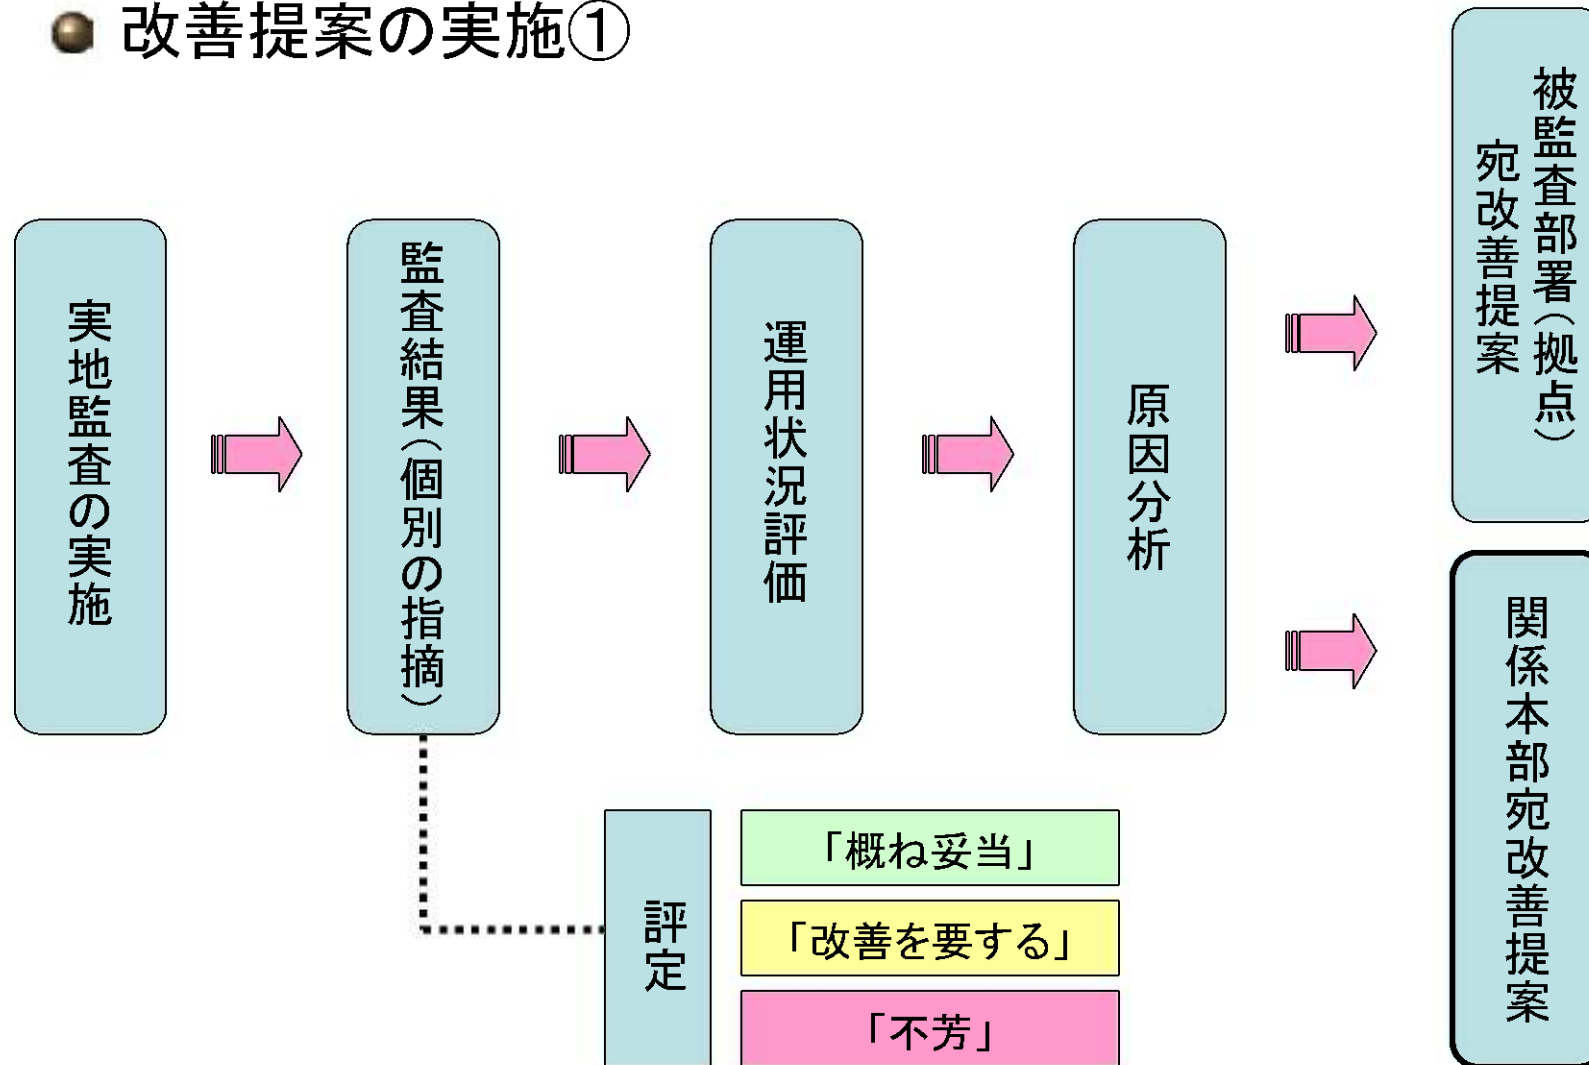 改善提案の実施①
実地監査の実施
監査結果(個別の指摘)
運用状況評価
原因分析
被監査部署(拠点)
宛改善提案
関係本部宛改善提案
評定
「概ね妥当」
「改善を要する」
「不芳」